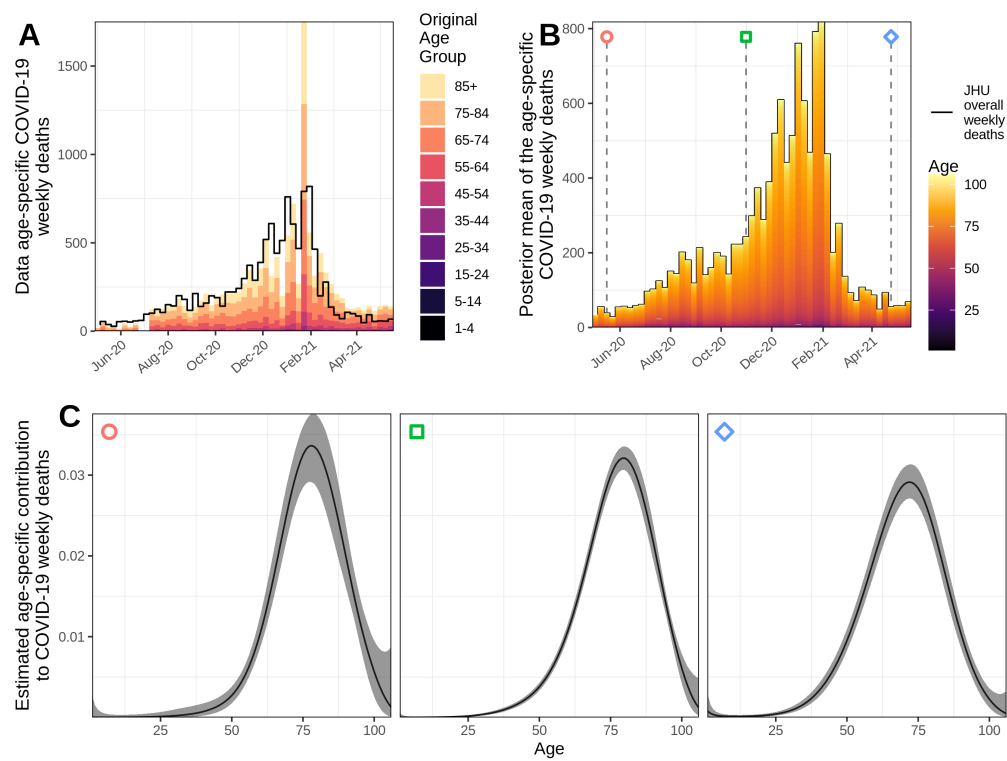 A
Data age-specific COVID-19
weekly deaths
1500
1000
500
0
Jun-20
Aug-20
Oct-20
Dec-20
Feb-21
Apr-21
Original
Age
Group
85+
75-84
65-74
55-64
45-54
35-44
25-34
15-24
5-14
1-4
B
Posterior mean of the age-specific
COVID-19 weekly deaths
800
600
400
200
0
Jun-20
Aug-20
Oct-20
Dec-20
Feb-21
Apr-21
JHU
overall
weekly
deaths
Age
100
75
50
25
C
Estimated age-specific contribution
to COVID-19 weekly deaths
0.03
0.02
0.01
25
50
75
100
25
50
75
100
25
50
75
100
Age